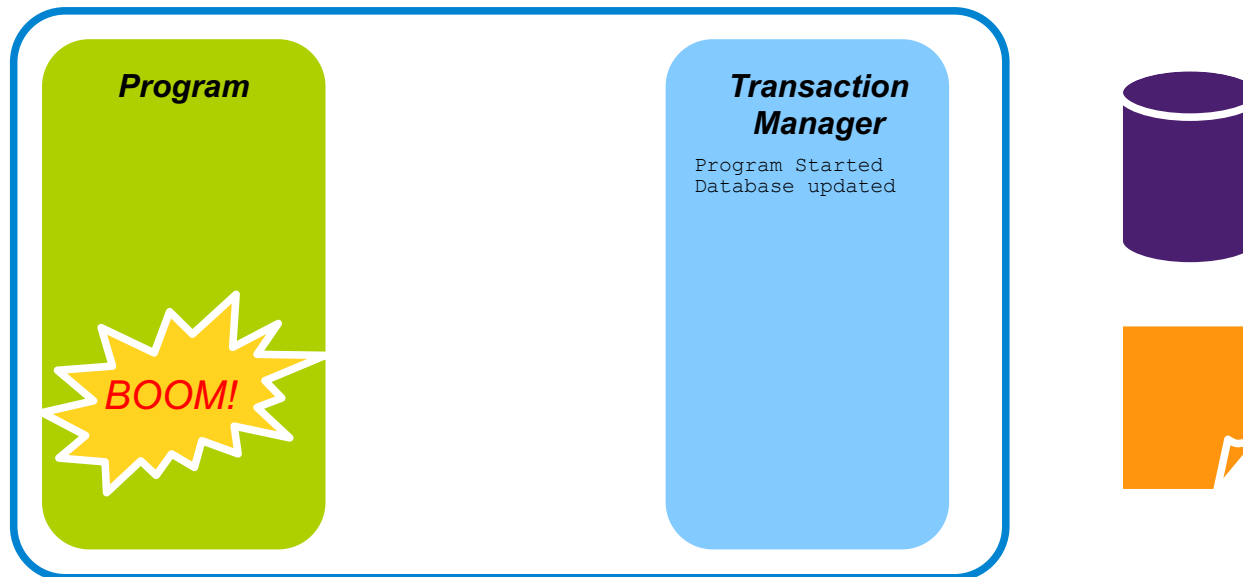 Program
Transaction
Manager
Program Started
Database updated
BOOM!